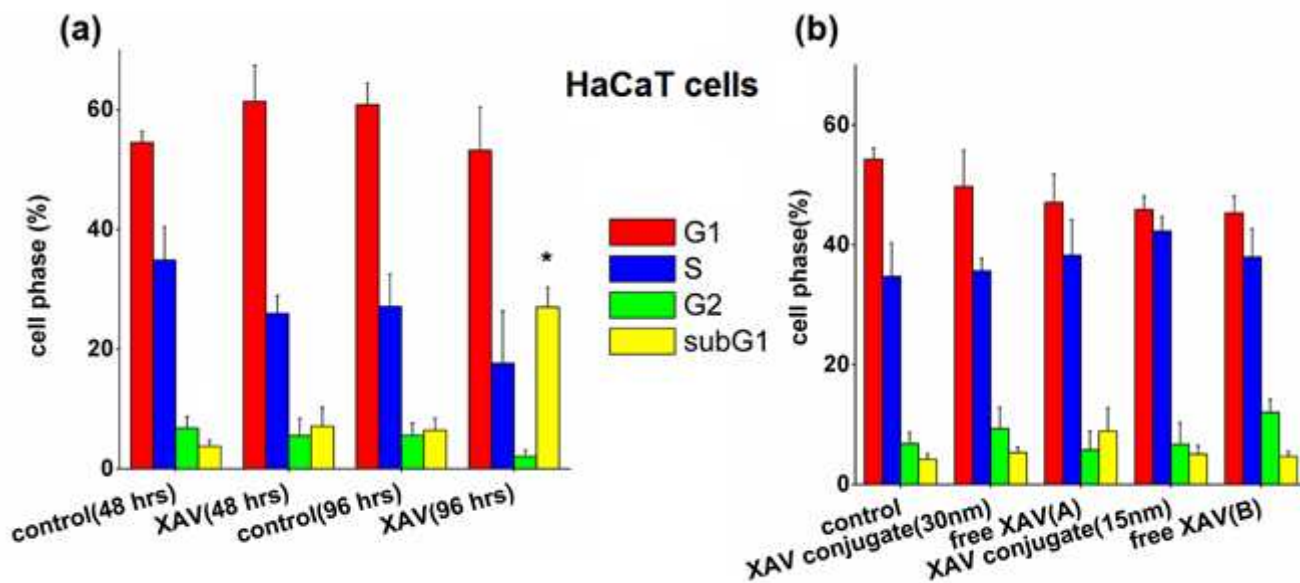 (a)
cell phase (%)
60
40
20
0
control(48 hrs)
XAV(48 hrs)
control(96 hrs)
XAV(96 hrs)
*
HaCaT cells
G1
S
G2
subG1
(b)
cell phase(%)
60
40
20
0
control
XAV conjugate(30nm)
free XAV(A)
XAV conjugate(15nm)
free XAV(B)